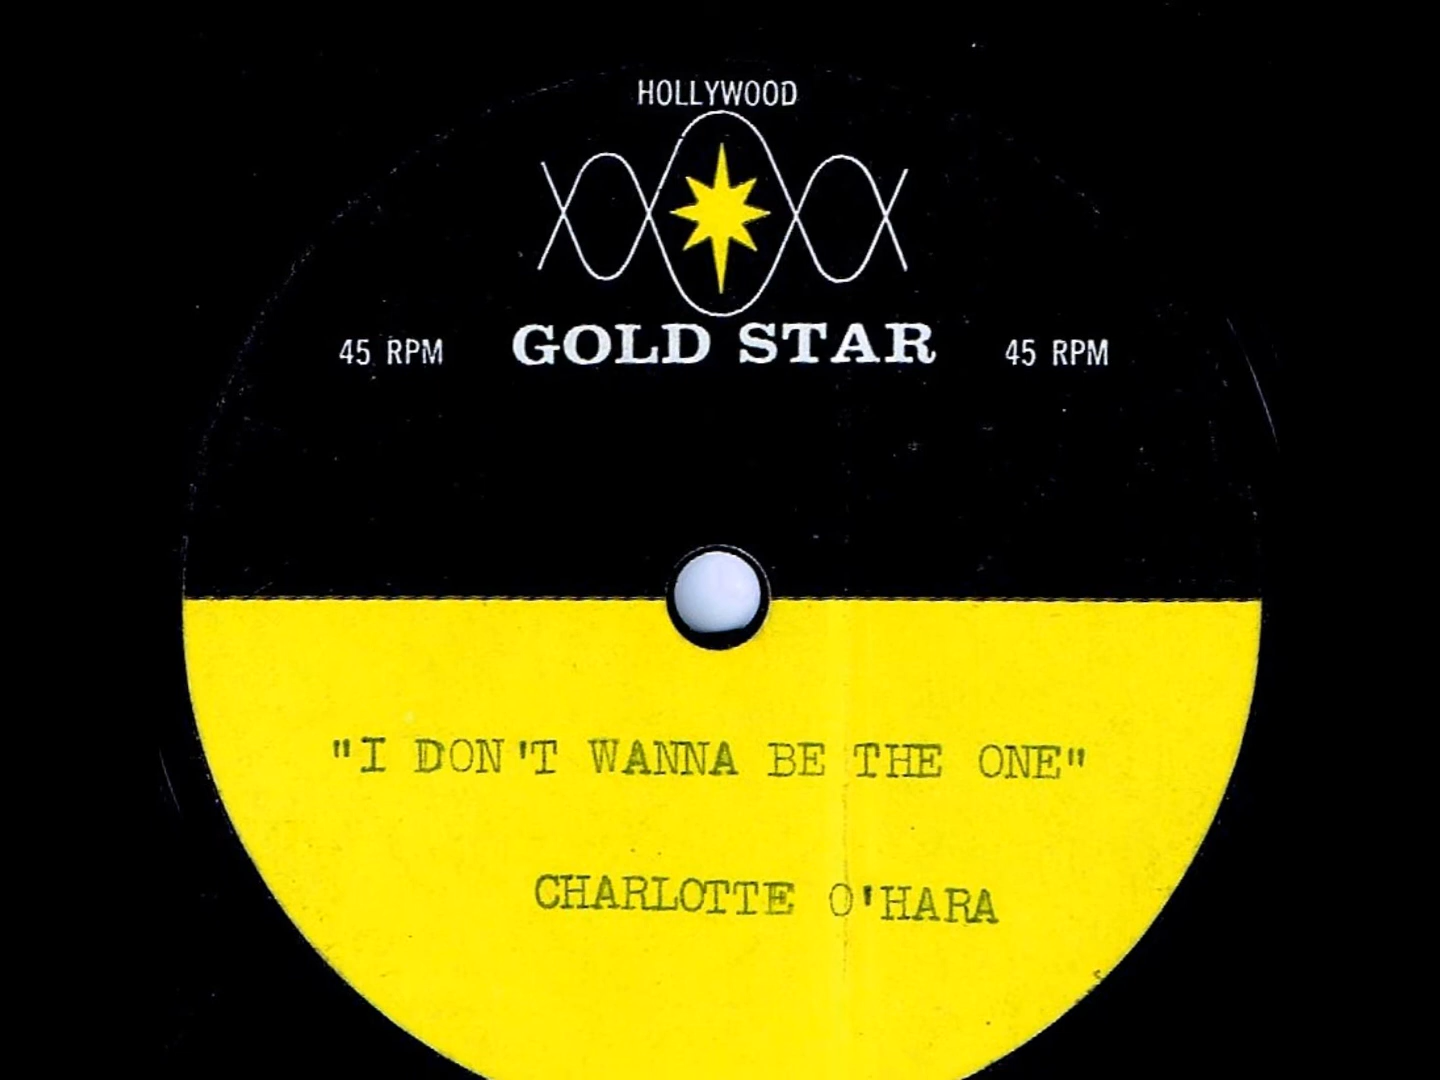 HOLLYWOOD
45 RPM GOLD STAR 45 RPM
"I DON'T WANNA BE THE ONE"
CHARLOTTE O'HARA